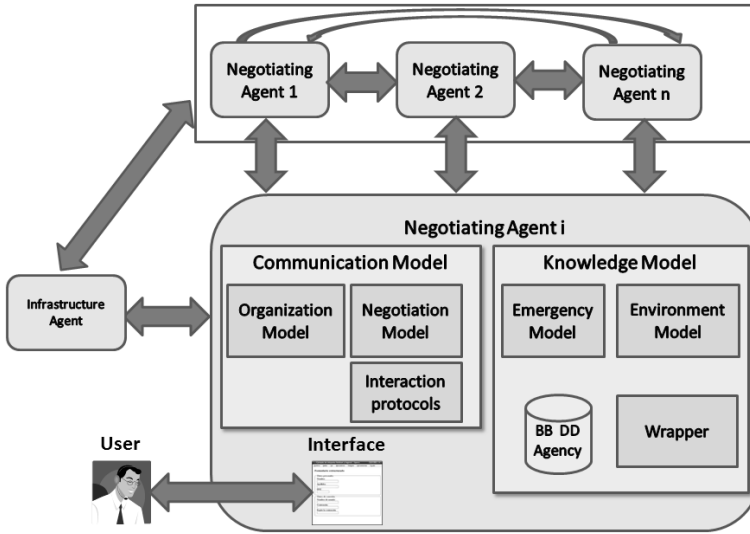 Negotiating
Agent 1
Negotiating
Agent 2
Negotiating
Agent n
Negotiating Agent i
Communication Model
Organization
Model
Negotiation
Model
Interaction
protocols
Knowledge Model
Emergency
Model
Environment
Model
BB DD
Agency
Wrapper
Infrastructure
Agent
User
Interface